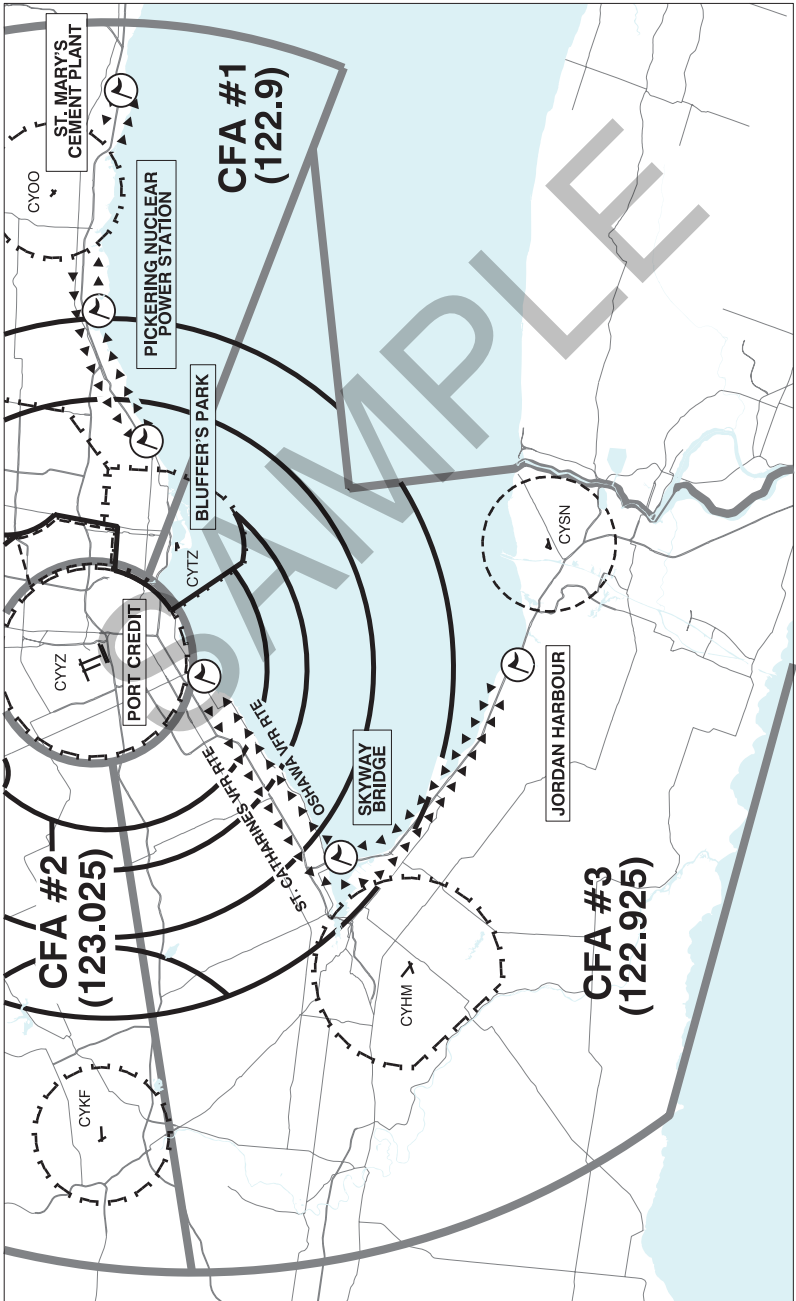 ST. MARY'S
CEMENT PLANT
CFA #1
(122.9)
CYOO
PICKERING NUCLEAR
POWER STATION
BLUFFER'S PARK
CYTZ
CYYZ
PORT CREDIT
CYSN
JORDAN HARBOUR
OSHAWA VFR RTE
ST. CATHARINES VFR RTE
SKYWAY
BRIDGE
CFA #2
(123.025)
CFA #3
(122.925)
CYHM
CYKF
SAMPLE